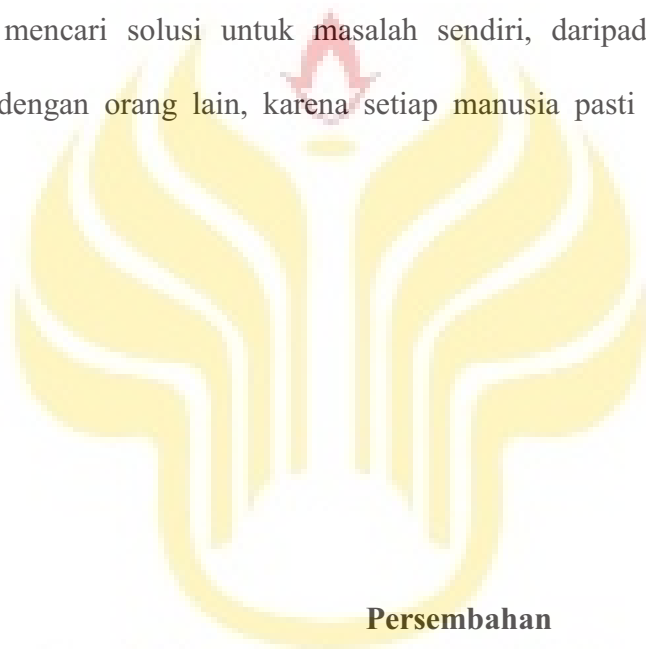 mencari solusi untuk masalah sendiri, daripad
dengan orang lain, karena setiap manusia pasti
Persembahan